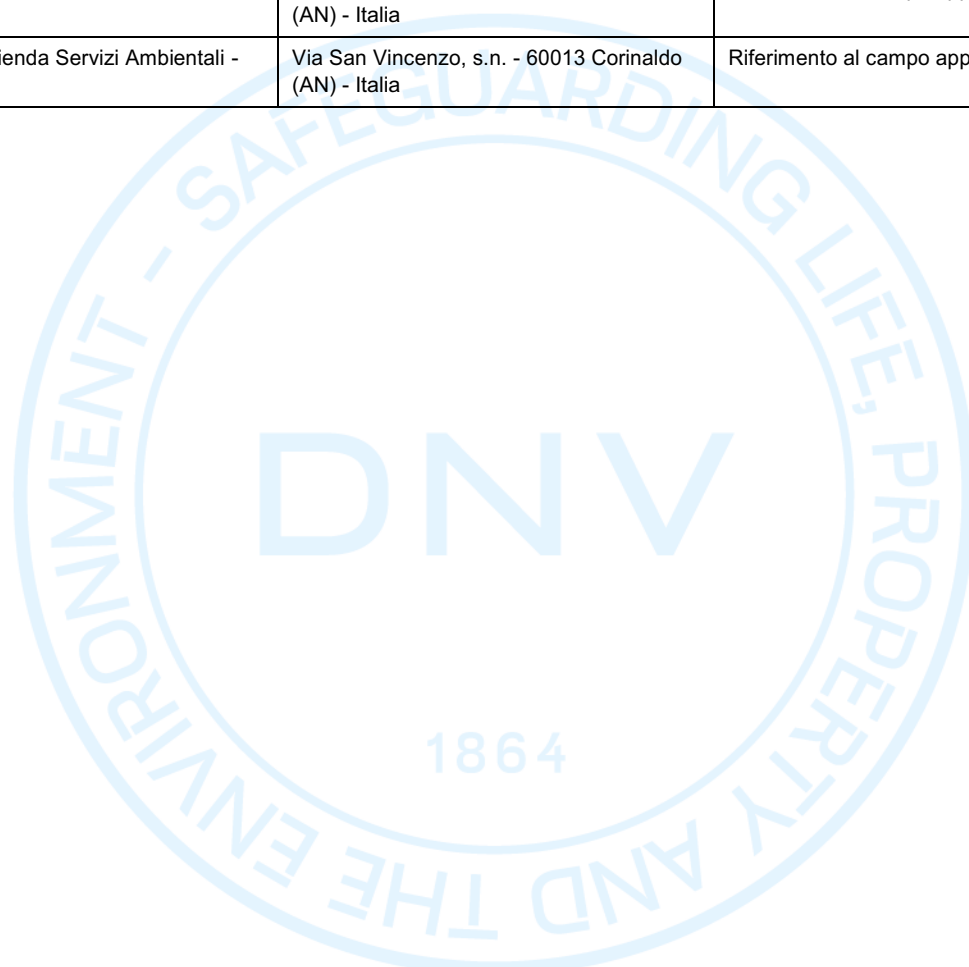 (AN) - Italia
ienda Servizi Ambientali - Via San Vincenzo, s.n. - 60013 Corinaldo Riferimento al campo app
(AN) - Italia
SAFEGUARDING LIFE, PROPERTY AND THE ENVIRONMENT -
DNV
1864